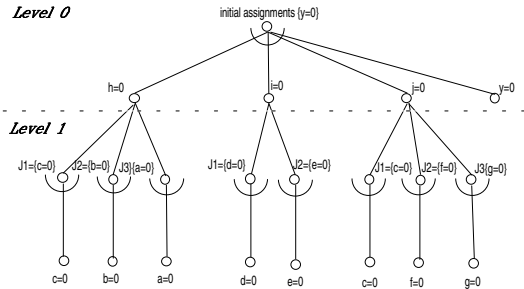 Level 0
initial assignments {y=0}
h=0 i=0 j=0 y=0
Level 1
J1={c=0} J2={b=0} J3}{a=0} J1={d=0} J2={e=0} J1={c=0} J2={f=0} J3{g=0}
c=0 b=0 a=0 d=0 e=0 c=0 f=0 g=0